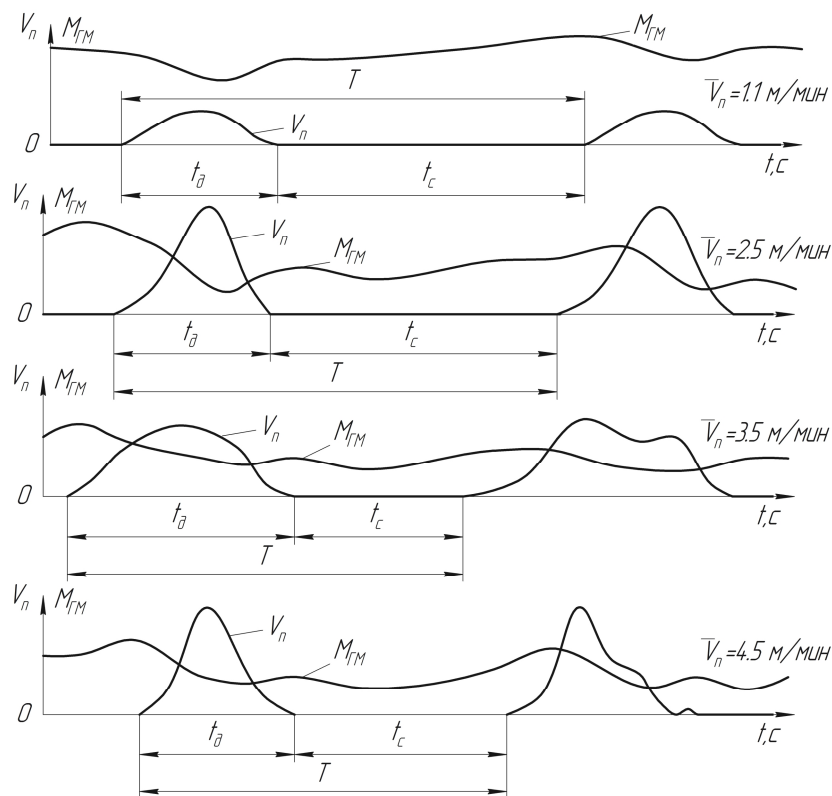 Vп Mгм Mгм
T
V̅п=1.1 м/мин
Vп
0
t,c
tд tс
Vп Mгм
Vп
Mгм
V̅п=2.5 м/мин
0
t,c
tд tс
T
Vп Mгм
Vп
Mгм
V̅п=3.5 м/мин
0
t,c
tд tс
T
Vп Mгм
Vп
Mгм
V̅п=4.5 м/мин
0
t,c
tд tс
T